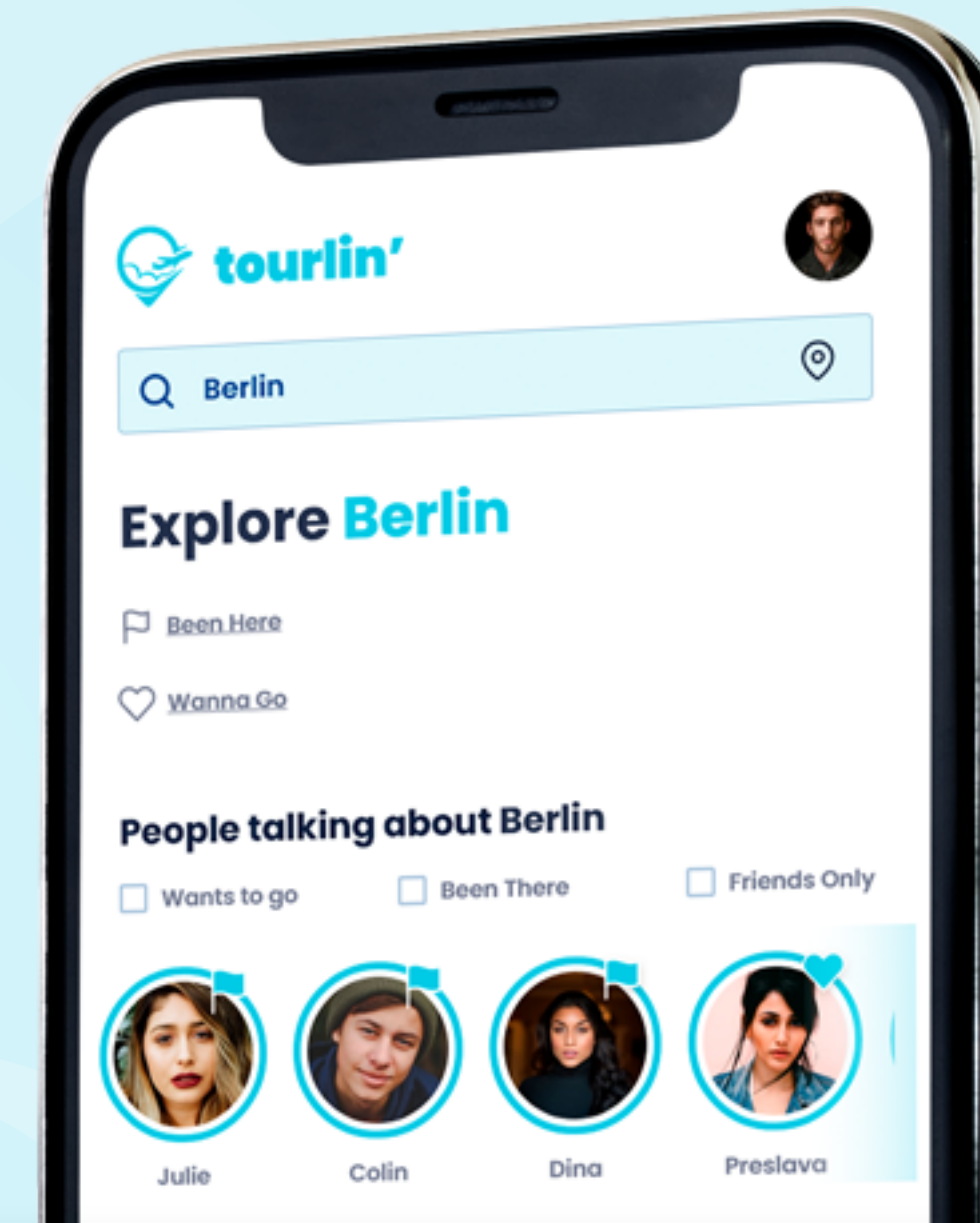 tourlin’
Berlin
Explore Berlin
Been Here
Wanna Go
People talking about Berlin
Wants to go Been There Friends Only
Julie Colin Dina Preslava